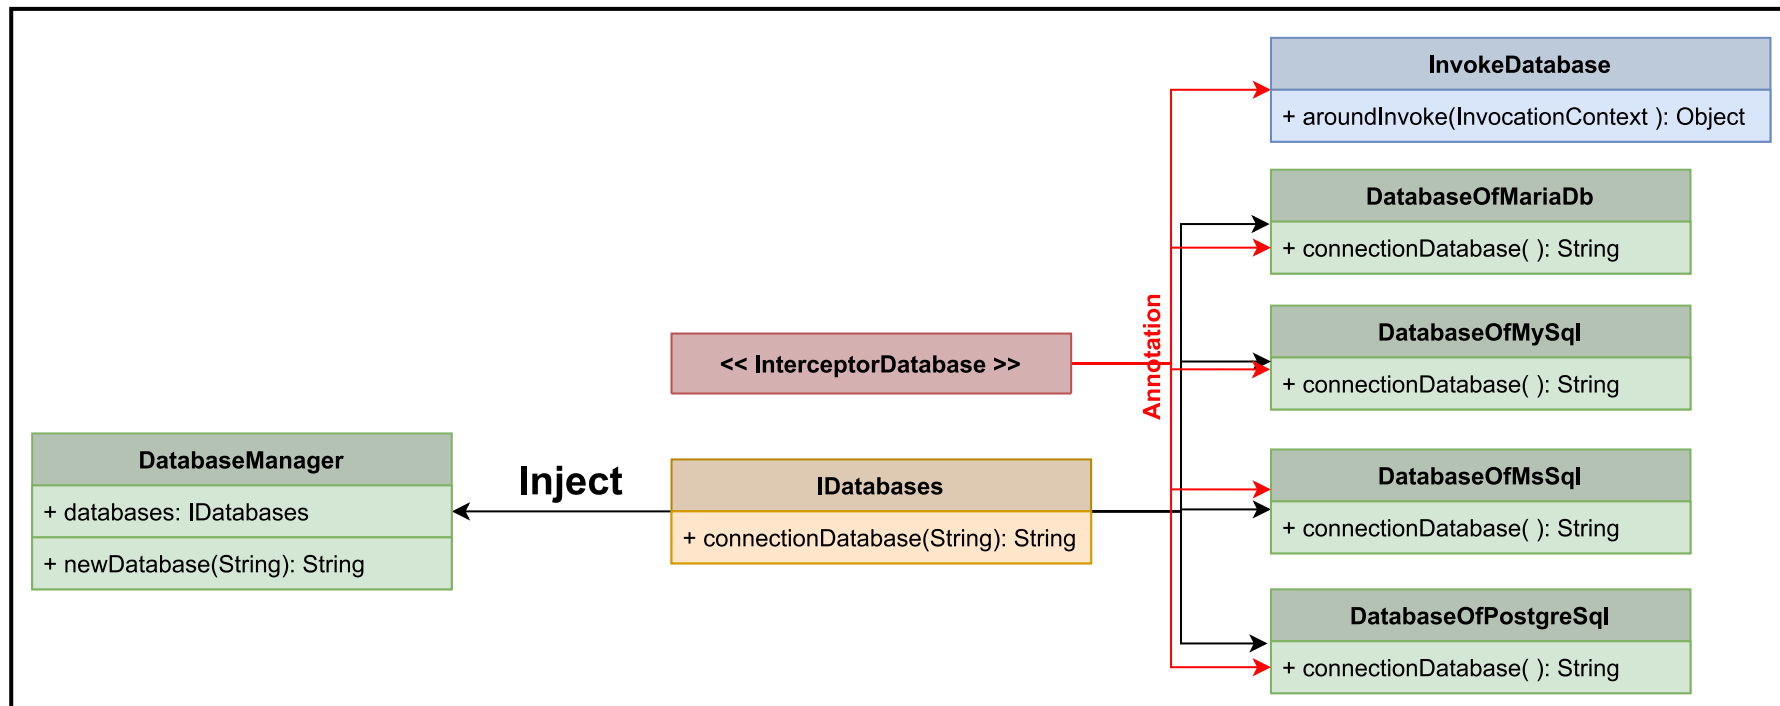 InvokeDatabase
+ aroundInvoke(InvocationContext ): Object
DatabaseOfMariaDb
+ connectionDatabase( ): String
Annotation
<< InterceptorDatabase >>
DatabaseOfMySql
+ connectionDatabase( ): String
DatabaseManager
+ databases: IDatabases
+ newDatabase(String): String
Inject
IDatabases
+ connectionDatabase(String): String
DatabaseOfMsSql
+ connectionDatabase( ): String
DatabaseOfPostgreSql
+ connectionDatabase( ): String